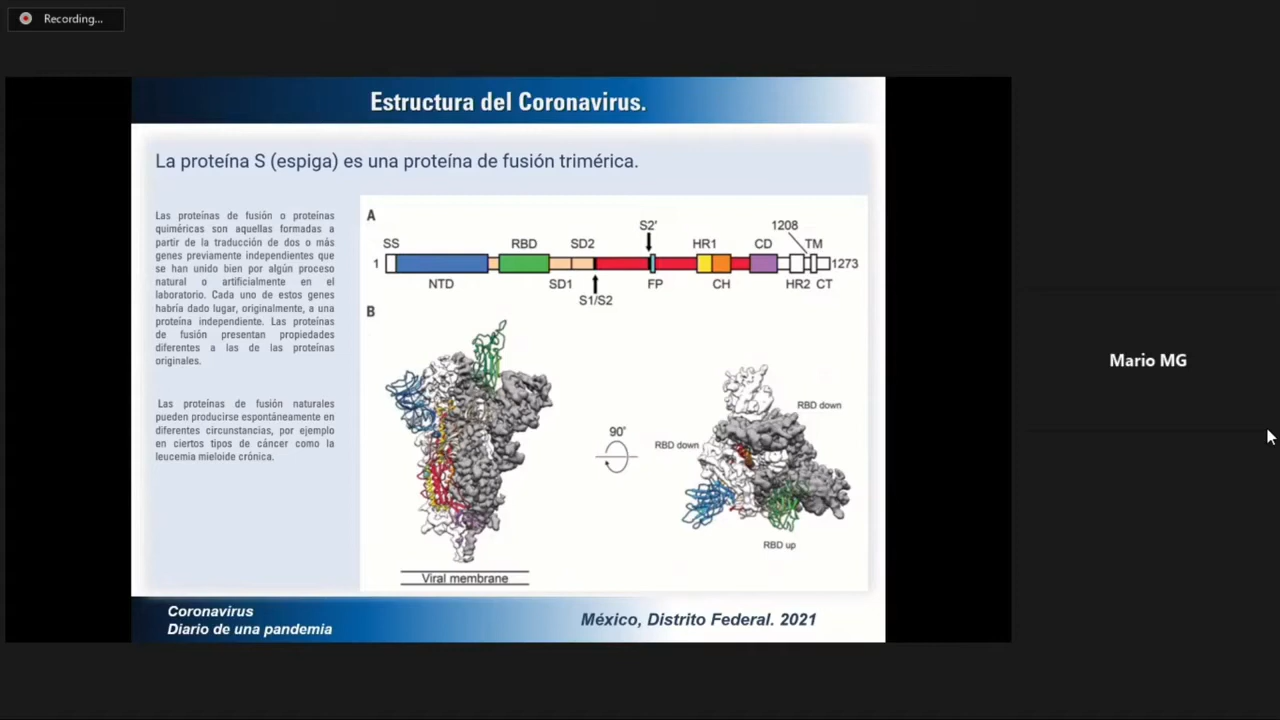 Recording...
Estructura del Coronavirus.
La proteína S (espiga) es una proteína de fusión trimérica.
Las proteínas de fusión o proteínas
quiméricas son aquellas formadas a
partir de la traducción de dos o más
genes previamente independientes que
se han unido bien por algún proceso
natural o artificialmente en el
laboratorio. Cada uno de estos genes
habría dado lugar, originalmente, a una
proteína independiente. Las proteínas
de fusión presentan propiedades
diferentes a las de las proteínas
originales.
Las proteínas de fusión naturales
pueden producirse espontáneamente en
diferentes circunstancias, por ejemplo
en ciertos tipos de cáncer como la
leucemia mieloide crónica.
A
S2' 1208
SS RBD SD2 HR1 CD TM
1 1273
NTD SD1 FP CH HR2 CT
S1/S2
B
90°
RBD down
RBD down
RBD up
Viral membrane
Coronavirus
Diario de una pandemia
México, Distrito Federal. 2021
Mario MG